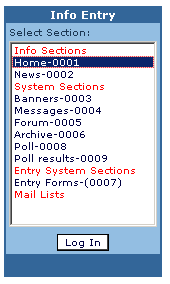 Info Entry
Select Section:
Info Sections
Home-0001
News-0002
System Sections
Banners-0003
Messages-0004
Forum-0005
Archive-0006
Poll-0008
Poll results-0009
Entry System Sections
Entry Forms-(0007)
Mail Lists
Log In